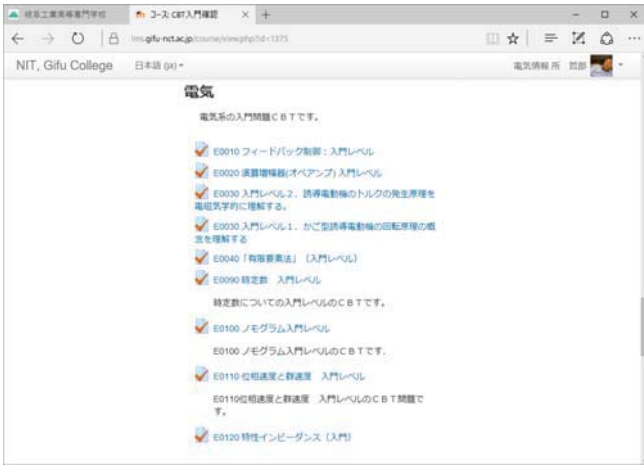 岐阜工業高等専門学校
コース: CBT入門確認
lms.gifu-nct.ac.jp/course/view.php?id=1375
NIT, Gifu College
日本語 (ja)
電気情報 所 哲郎
電気
電気系の入門問題ＣＢＴです。
E0010 フィードバック制御：入門レベル
E0020 演算増幅器(オペアンプ) 入門レベル
E0030 入門レベル２．誘導電動機のトルクの発生原理を
電磁気学的に理解する。
E0030 入門レベル１．かご型誘導電動機の回転原理の概
念を理解する
E0040「有限要素法」（入門レベル）
E0090 時定数　入門レベル
時定数についての入門レベルのＣＢＴです。
E0100 ノモグラム入門レベル
E0100 ノモグラム入門レベルのＣＢＴです.
E0110 位相速度と群速度　入門レベル
E0110位相速度と群速度　入門レベルのＣＢＴ問題で
す。
E0120 特性インピーダンス（入門）